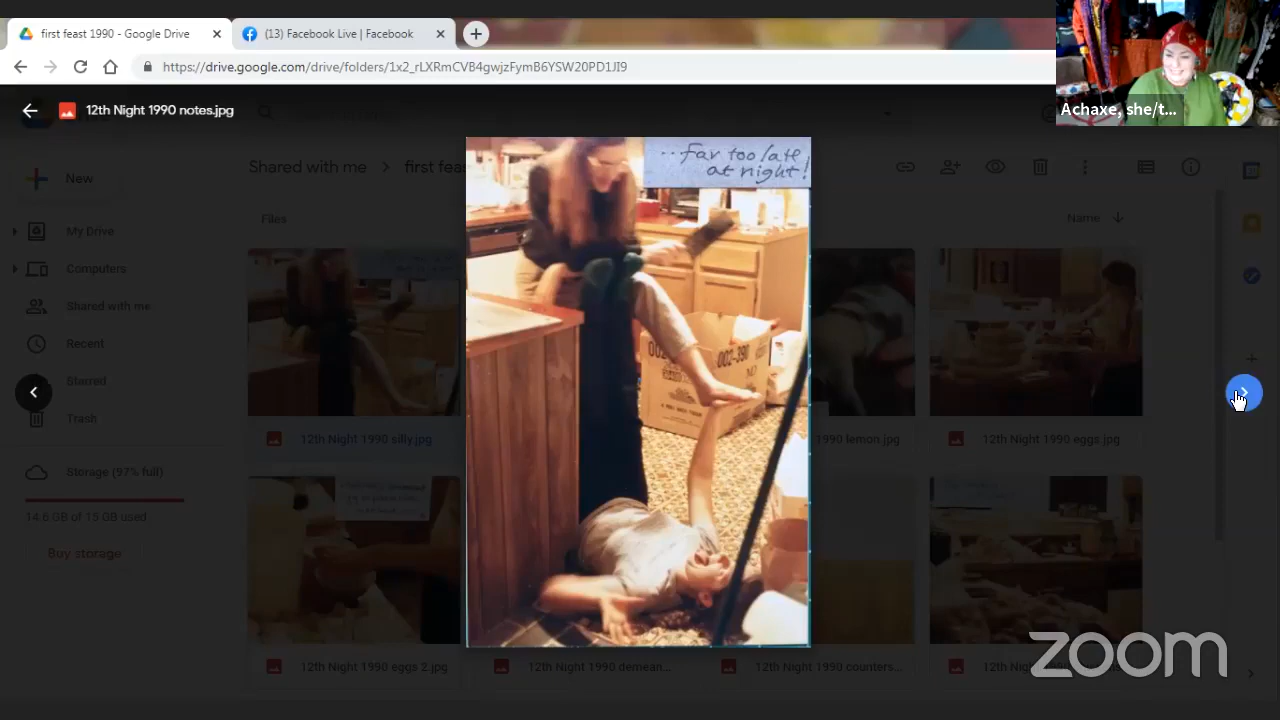 first feast 1990 - Google Drive
(13) Facebook Live | Facebook
https://drive.google.com/drive/folders/1x2_rLXRmCVB4gwjzFymB6YSW20PD1JI9
Achaxe, she/t...
12th Night 1990 notes.jpg
...far too late
at night!
New
Shared with me
first feas
Files
Name
My Drive
Computers
Shared with me
Recent
Starred
Trash
Storage (97% full)
14.6 GB of 15 GB used
Buy storage
002-390
12th Night 1990 silly.jpg
1990 lemon.jpg
12th Night 1990 eggs.jpg
12th Night 1990 eggs 2.jpg
12th Night 1990 demean...
12th Night 1990 counters...
zoom